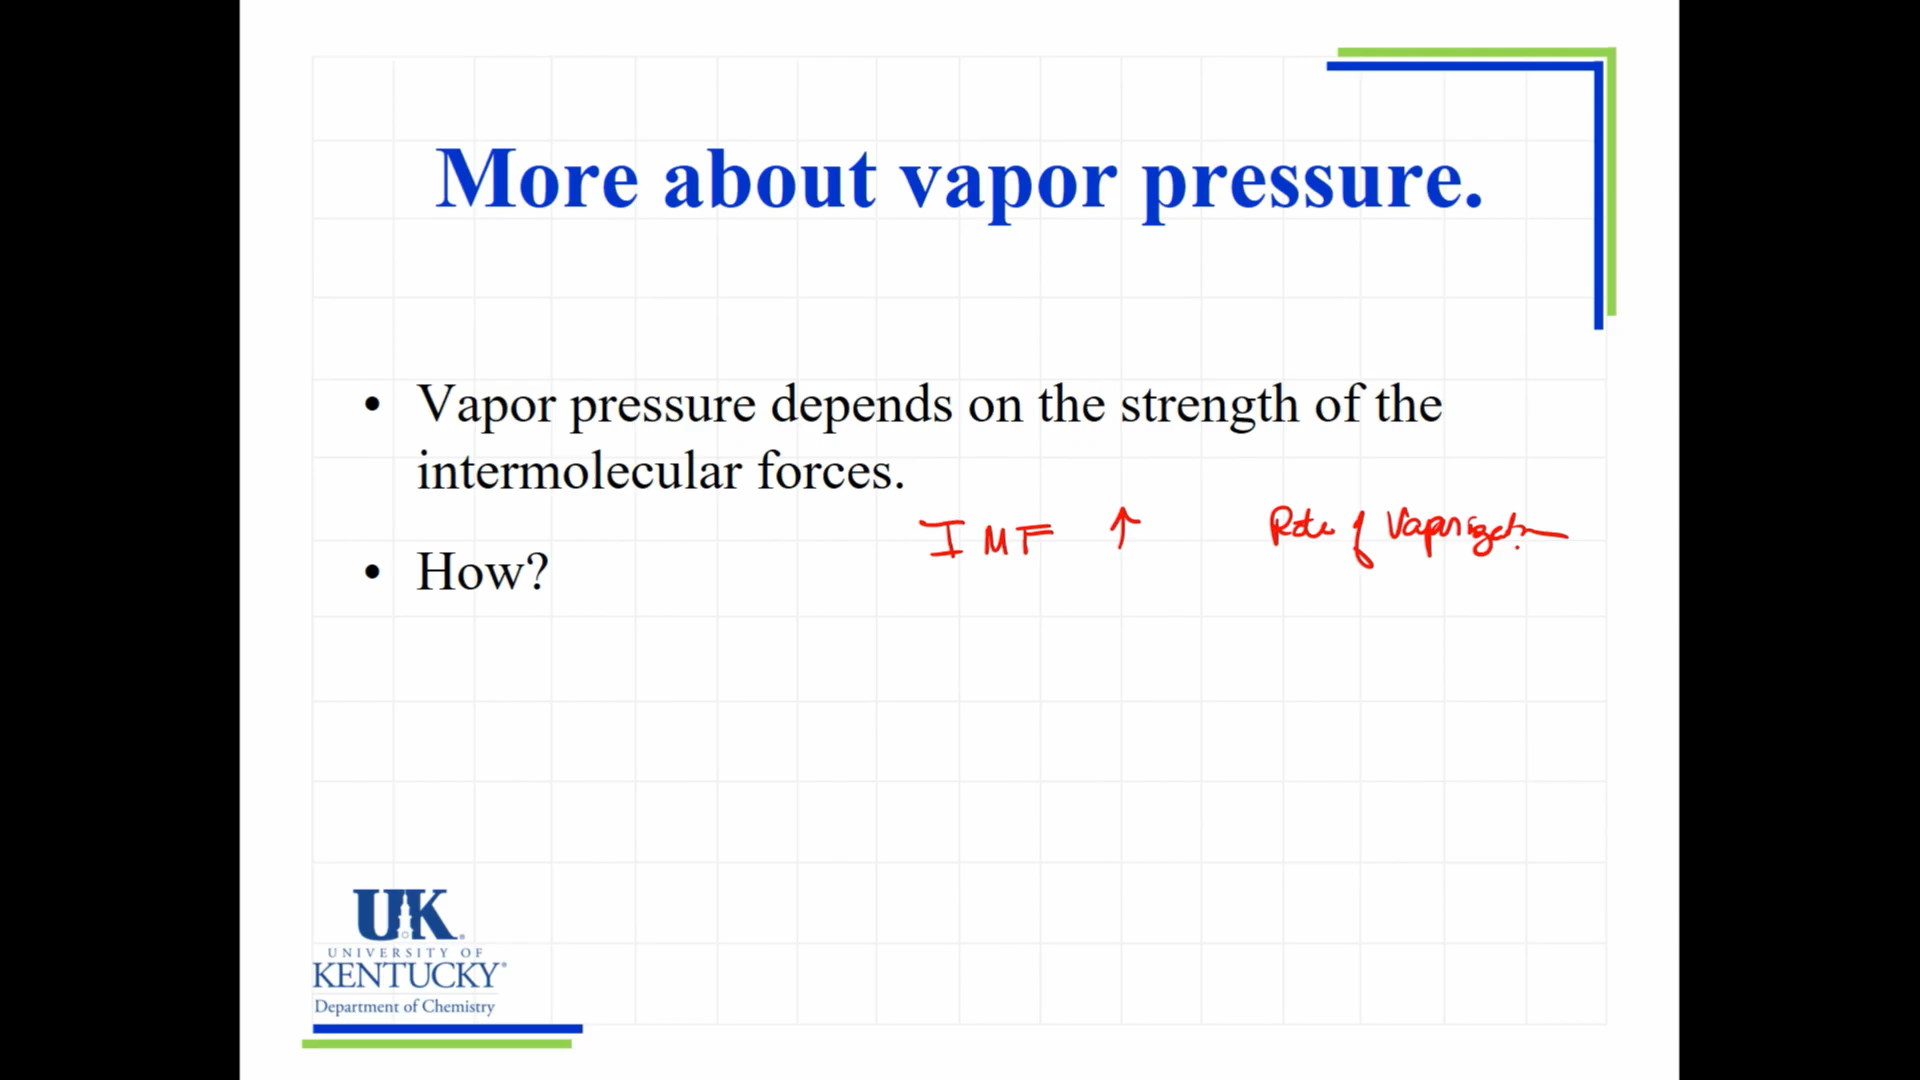 More about vapor pressure.
• Vapor pressure depends on the strength of the
intermolecular forces.
IMF ↑ Rate of Vaporization
• How?
UK
UNIVERSITY OF
KENTUCKY
Department of Chemistry